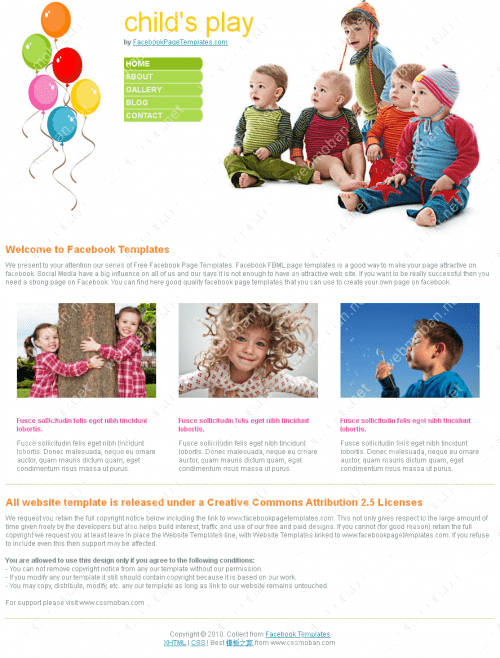 child's play
by FacebookPageTemplates.com
HOME
ABOUT
GALLERY
BLOG
CONTACT
Welcome to Facebook Templates
We present to your attention our series of Free Facebook Page Templates. Facebook FBML page templates is a good way to make your page attractive on
facebook. Social Media have a big influence on all of us and our days it is not enough to have an attractive web site. If you want to be really successful then you
need a strong page on Facebook. You can find here good quality facebook page templates that you can use to create your own page on facebook.
Fusce sollicitudin felis eget nibh tincidunt
lobortis.
Fusce sollicitudin felis eget nibh tincidunt
lobortis. Donec malesuada, neque eu ornare
auctor, quam mauris dictum quam, eget
condimentum risus massa ut purus.
Fusce sollicitudin felis eget nibh tincidunt
lobortis.
Fusce sollicitudin felis eget nibh tincidunt
lobortis. Donec malesuada, neque eu ornare
auctor, quam mauris dictum quam, eget
condimentum risus massa ut purus.
Fusce sollicitudin felis eget nibh tincidunt
lobortis.
Fusce sollicitudin felis eget nibh tincidunt
lobortis. Donec malesuada, neque eu ornare
auctor, quam mauris dictum quam, eget
condimentum risus massa ut purus.
All website template is released under a Creative Commons Attribution 2.5 Licenses
We request you retain the full copyright notice below including the link to www.facebookpagetemplates.com. This not only gives respect to the large amount of
time given freely by the developers but also helps build interest, traffic and use of our free and paid designs. If you cannot (for good reason) retain the full
copyright we request you at least leave in place the Website Templates line, with Website Templates linked to www.facebookpagetemplates.com. If you refuse
to include even this then support may be affected.
You are allowed to use this design only if you agree to the following conditions:
- You can not remove copyright notice from any our template without our permission.
- If you modify any our template it still should contain copyright because it is based on our work.
- You may copy, distribute, modify, etc. any our template as long as link to our website remains untouched.
For support please visit www.cssmoban.com
Copyright © 2010. Collect from Facebook Templates
XHTML | CSS | Best 模板之家 from www.cssmoban.com